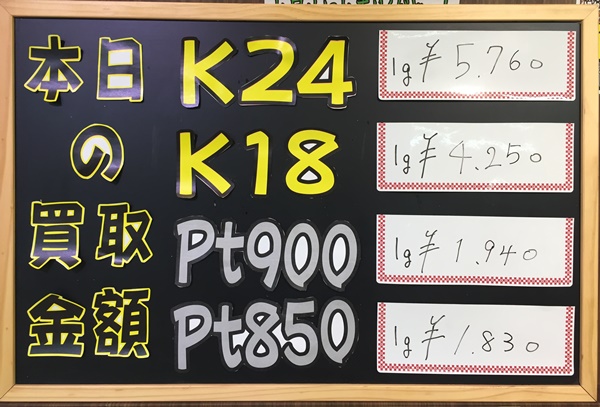 本日
の
買取
金額
K24 1g ¥5.760
K18 1g ¥4.250
Pt900 1g ¥1.940
Pt850 1g ¥1.830